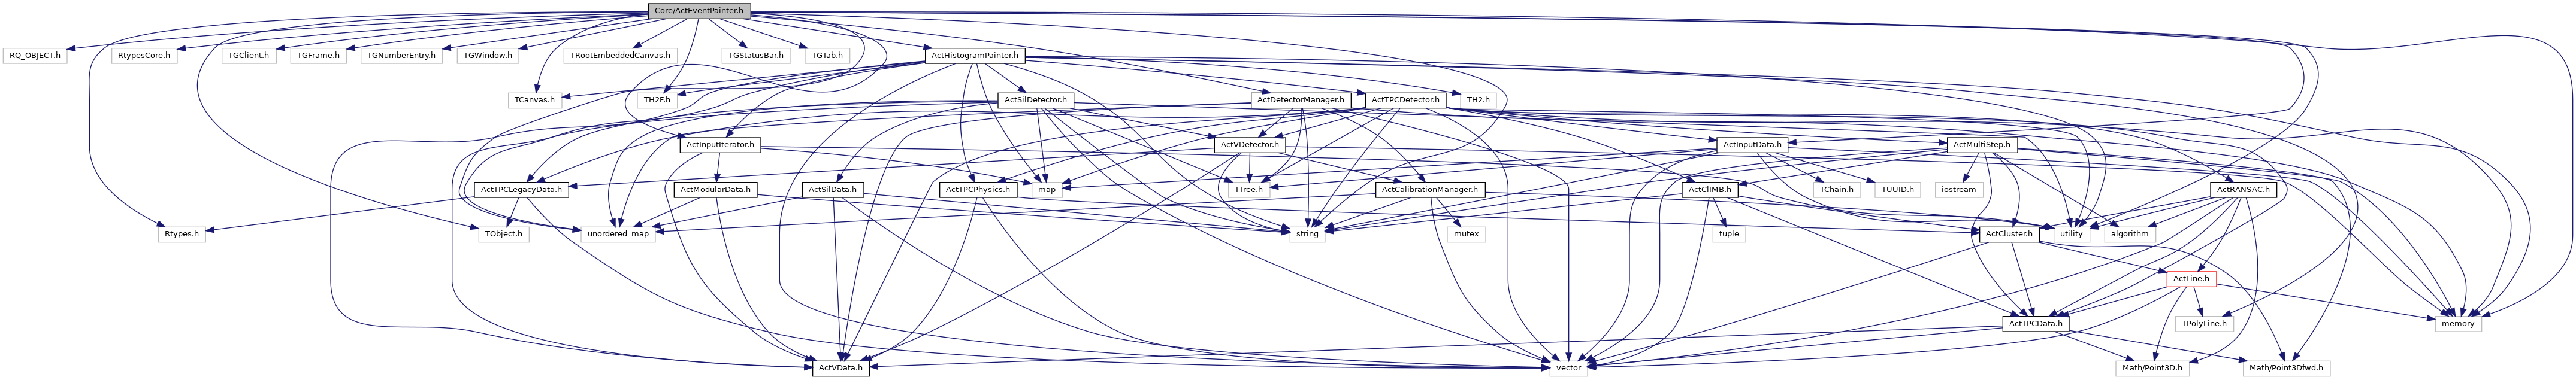 Core/ActEventPainter.h
RQ_OBJECT.h
RtypesCore.h
TGClient.h
TGFrame.h
TGNumberEntry.h
TGWindow.h
TRootEmbeddedCanvas.h
TGStatusBar.h
TGTab.h
ActHistogramPainter.h
TCanvas.h
TH2F.h
ActSilDetector.h
ActDetectorManager.h
ActTPCDetector.h
TH2.h
ActInputIterator.h
ActVDetector.h
ActInputData.h
ActMultiStep.h
ActTPCLegacyData.h
ActModularData.h
ActSilData.h
ActTPCPhysics.h
map
TTree.h
ActCalibrationManager.h
ActClIMB.h
TChain.h
TUUID.h
iostream
ActRANSAC.h
Rtypes.h
TObject.h
unordered_map
string
mutex
tuple
ActCluster.h
utility
algorithm
ActLine.h
ActTPCData.h
TPolyLine.h
memory
ActVData.h
vector
Math/Point3D.h
Math/Point3Dfwd.h